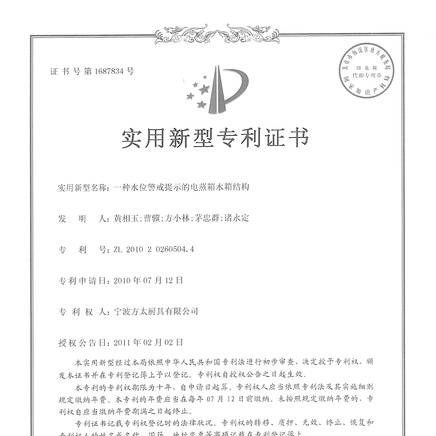 证书号第1687834号
实用新型专利证书
实用新型名称：一种水位警戒提示的电蒸箱水箱结构
发明人：黄相玉;曹骥;方小林;茅忠群;诸永定
专利号：ZL 2010 2 0260504.4
专利申请日：2010年07月12日
专利权人：宁波方太厨具有限公司
授权公告日：2011年02月02日
本实用新型经过本局依照中华人民共和国专利法进行初步审查，决定授予专利权，颁
发本证书并在专利登记簿上予以登记。专利权自授权公告之日起生效。
本专利的专利权期限为十年，自申请日起算。专利权人应当依照专利法及其实施细则
规定缴纳年费。本专利的年费应当在每年07月12日前缴纳。未按照规定缴纳年费的，专
利权自应当缴纳年费期满之日起终止。
专利证书记载专利权登记时的法律状况。专利权的转移、质押、无效、终止、恢复和